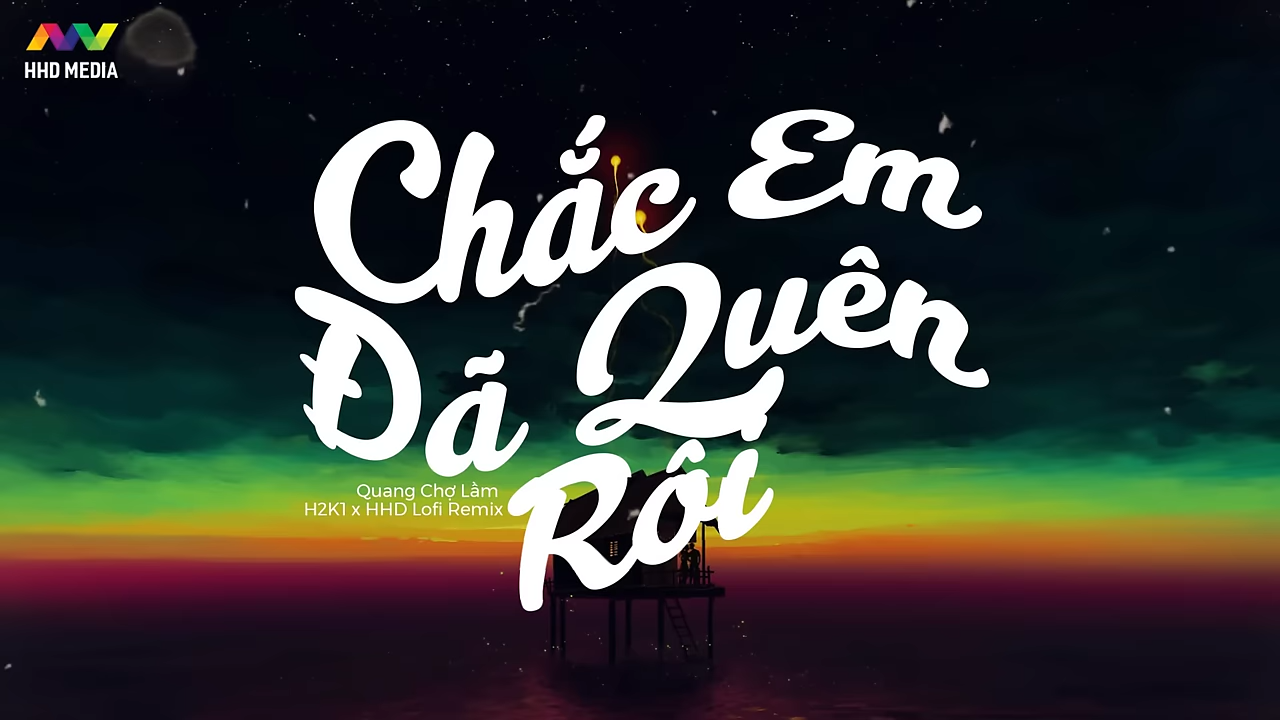 HHD MEDIA
Chắc Em
Đã Quên
Rồi
Quang Chợ Lầm
H2K1 x HHD Lofi Remix